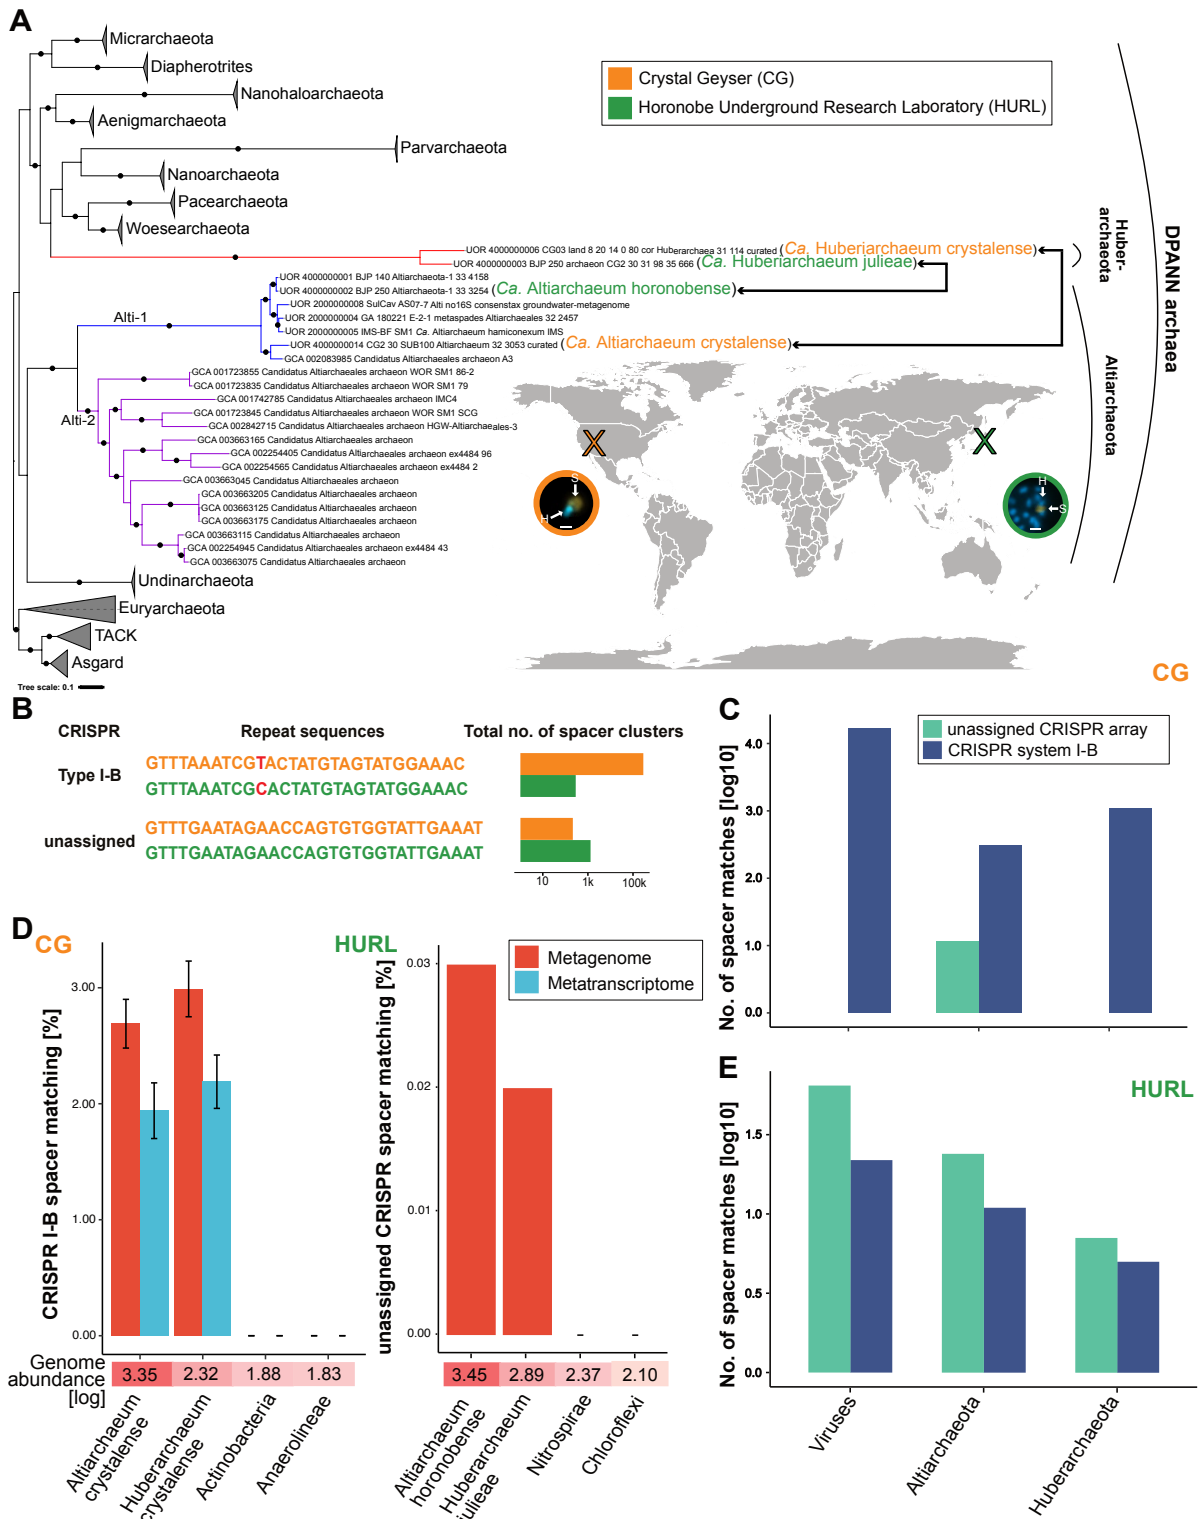 A
Micrarchaeota
Diapherotrites
Nanohaloarchaeota
Aenigmarchaeota
Parvarchaeota
Nanoarchaeota
Pacearchaeota
Woesearchaeota
Crystal Geyser (CG)
Horonobe Underground Research Laboratory (HURL)
UOR 4000000006 CG03 land 8 20 14 0 80 cor Huberarchaea 31 114 curated (Ca. Huberiarchaeum crystalense)
UOR 4000000003 BJP 250 archaeon CG2 30 31 98 35 666 (Ca. Huberiarchaeum julieae)
UOR 4000000001 BJP 140 Altiarchaeota-1 33 4158
UOR 4000000002 BJP 250 Altiarchaeota-1 33 3254 (Ca. Altiarchaeum horonobense)
UOR 2000000008 SulCav AS07-7 Alti no16S consenstax groundwater-metagenome
UOR 2000000004 GA 180221 E-2-1 metaspades Altiarchaeales 32 2457
UOR 2000000005 IMS-BF SM1 Ca. Altiarchaeum hamiconexum IMS
UOR 4000000014 CG2 30 SUB100 Altiarchaeum 32 3053 curated (Ca. Altiarchaeum crystalense)
GCA 002083985 Candidatus Altiarchaeales archaeon A3
Alti-1
GCA 001723855 Candidatus Altiarchaeales archaeon WOR SM1 86-2
GCA 001723835 Candidatus Altiarchaeales archaeon WOR SM1 79
GCA 001742785 Candidatus Altiarchaeales archaeon IMC4
GCA 001723845 Candidatus Altiarchaeales archaeon WOR SM1 SCG
GCA 002842715 Candidatus Altiarchaeales archaeon HGW-Altiarchaeales-3
Alti-2
GCA 003663165 Candidatus Altiarchaeales archaeon
GCA 002254405 Candidatus Altiarchaeales archaeon ex4484 96
GCA 002254565 Candidatus Altiarchaeales archaeon ex4484 2
GCA 003663045 Candidatus Altiarchaeales archaeon
GCA 003663205 Candidatus Altiarchaeales archaeon
GCA 003663125 Candidatus Altiarchaeales archaeon
GCA 003663175 Candidatus Altiarchaeales archaeon
GCA 003663115 Candidatus Altiarchaeales archaeon
GCA 002254945 Candidatus Altiarchaeales archaeon ex4484 43
GCA 003663075 Candidatus Altiarchaeales archaeon
Undinarchaeota
Euryarchaeota
TACK
Asgard
Tree scale: 0.1
Huber-
archaeota
Altiarchaeota
DPANN archaea
X
X
S
H
H
S
B
CRISPR
Repeat sequences
Total no. of spacer clusters
Type I-B
GTTTAAATCGTACTATGTAGTATGGAAAC
GTTTAAATCGCACTATGTAGTATGGAAAC
unassigned
GTTTGAATAGAACCAGTGTGGTATTGAAAT
GTTTGAATAGAACCAGTGTGGTATTGAAAT
10
1k
100k
C
CG
unassigned CRISPR array
CRISPR system I-B
No. of spacer matches [log10]
4.0
3.0
2.0
1.0
0.0
D
CG
CRISPR I-B spacer matching [%]
3.00
2.00
1.00
0.00
Genome
abundance
[log]
3.35
2.32
1.88
1.83
Altiarchaeum
crystalense
Huberarchaeum
crystalense
Actinobacteria
Anaerolineae
HURL
Metagenome
Metatranscriptome
unassigned CRISPR spacer matching [%]
0.03
0.02
0.01
0.00
3.45
2.89
2.37
2.10
Altiarchaeum
horonobense
Huberarchaeum
julieae
Nitrospirae
Chloroflexi
E
HURL
No. of spacer matches [log10]
1.5
1.0
0.5
0.0
Viruses
Altiarchaeota
Huberarchaeota